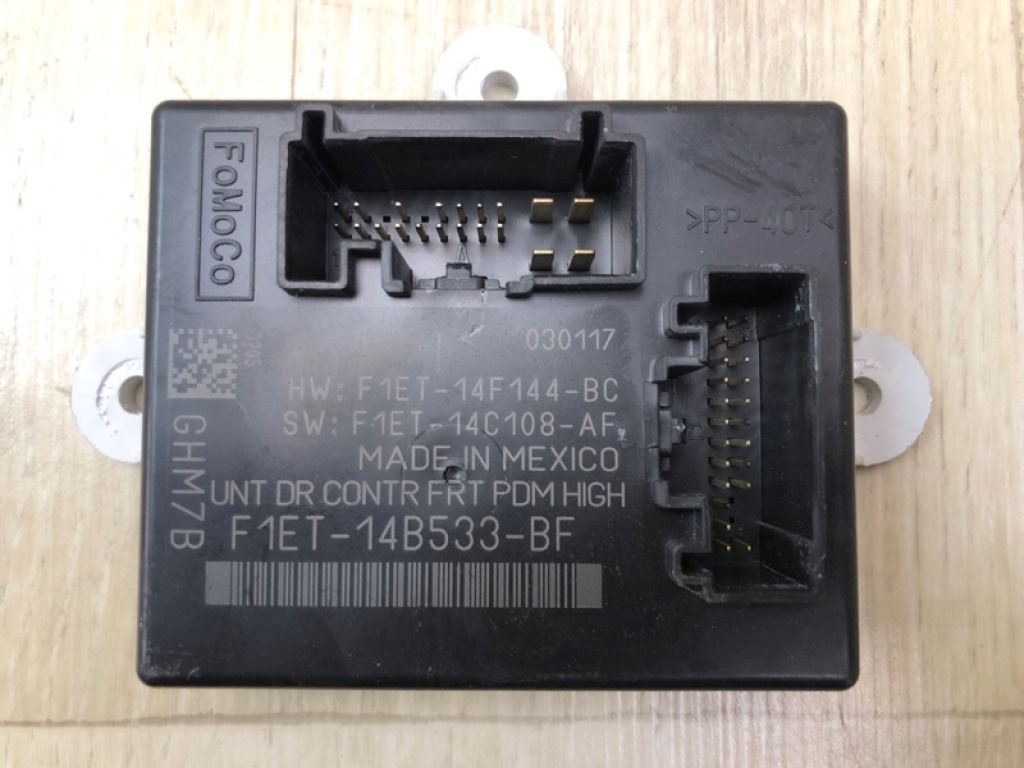 FoMoCo
>PP-40T<
030117
HW: F1ET-14F144-BC
SW: F1ET-14C108-AF
MADE IN MEXICO
UNT DR CONTR FRT PDM HIGH
F1ET-14B533-BF
GHM7B